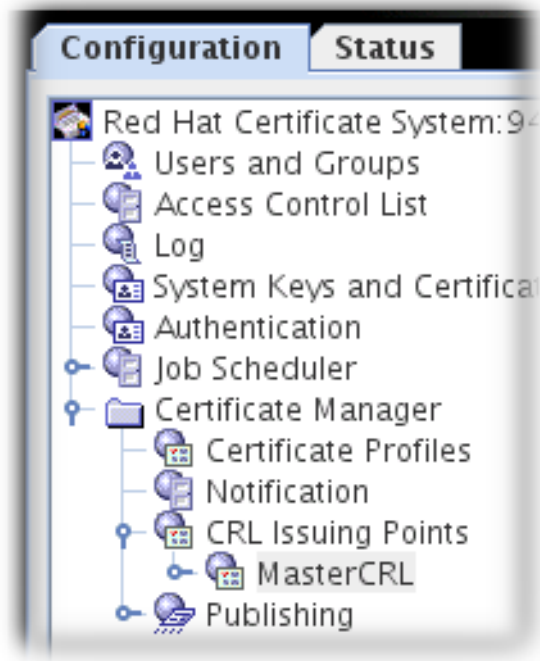 Configuration Status
Red Hat Certificate System:94
Users and Groups
Access Control List
Log
System Keys and Certificat
Authentication
Job Scheduler
Certificate Manager
Certificate Profiles
Notification
CRL Issuing Points
MasterCRL
Publishing